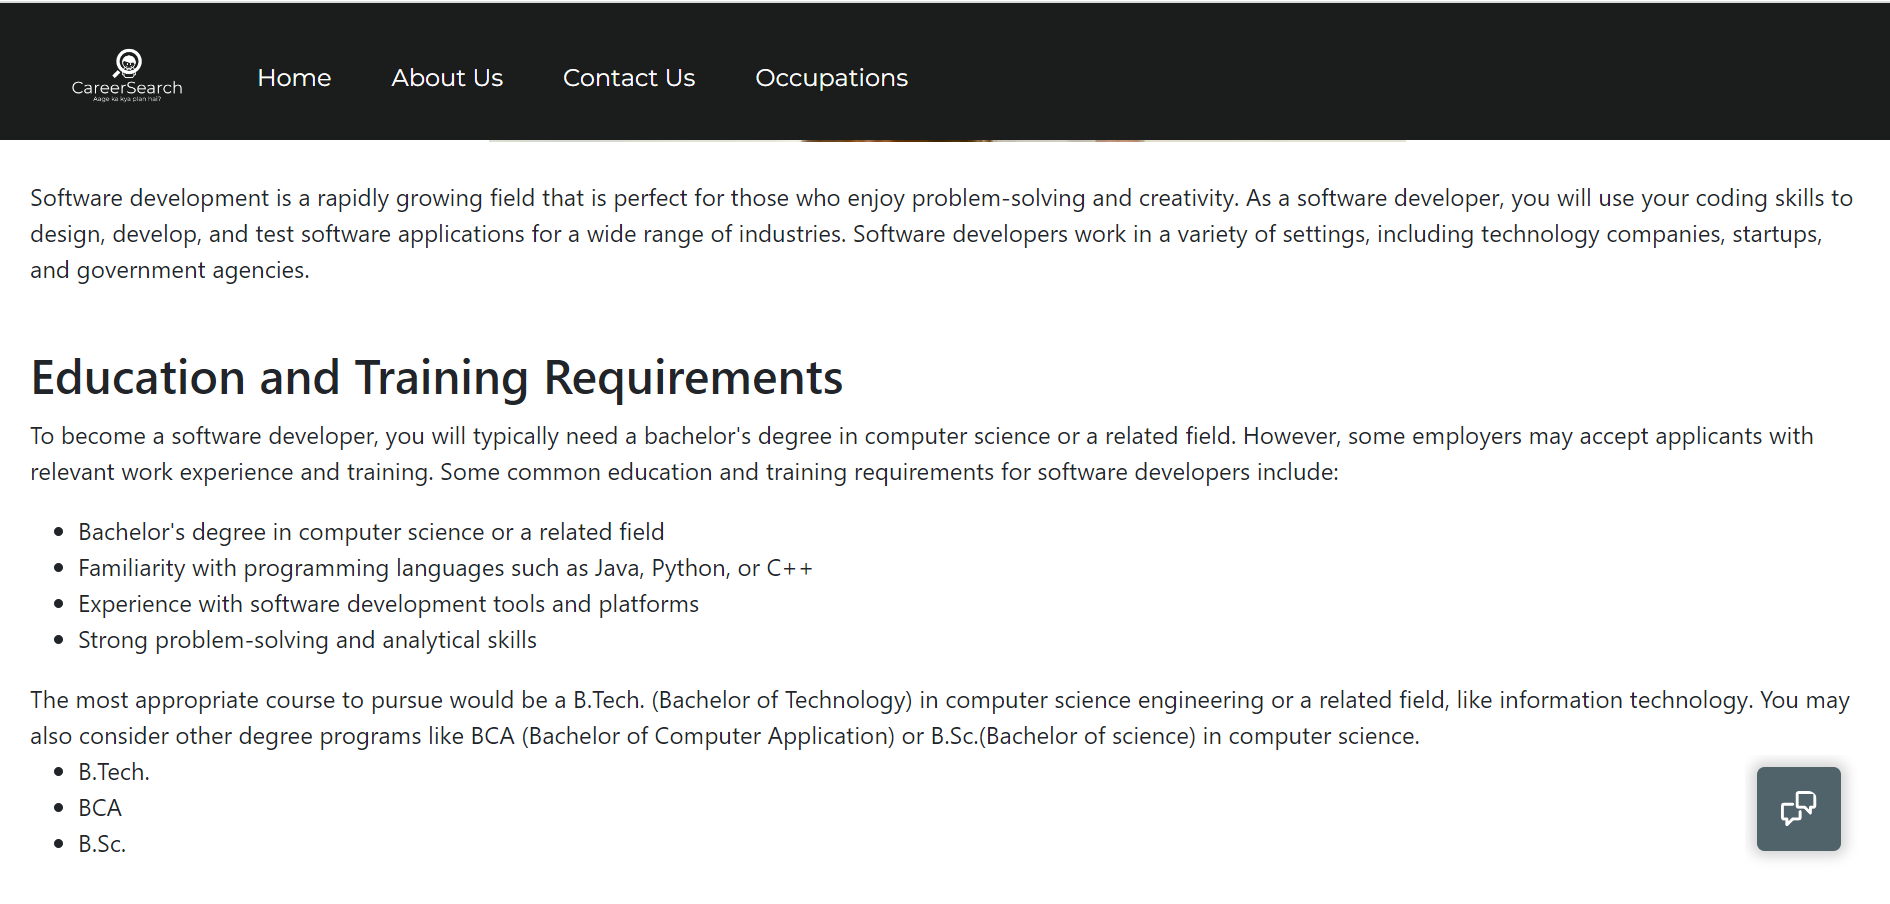 CareerSearch
Aage ka kya plan hai?
Home
About Us
Contact Us
Occupations
Software development is a rapidly growing field that is perfect for those who enjoy problem-solving and creativity. As a software developer, you will use your coding skills to
design, develop, and test software applications for a wide range of industries. Software developers work in a variety of settings, including technology companies, startups,
and government agencies.
Education and Training Requirements
To become a software developer, you will typically need a bachelor's degree in computer science or a related field. However, some employers may accept applicants with
relevant work experience and training. Some common education and training requirements for software developers include:
• Bachelor's degree in computer science or a related field
• Familiarity with programming languages such as Java, Python, or C++
• Experience with software development tools and platforms
• Strong problem-solving and analytical skills
The most appropriate course to pursue would be a B.Tech. (Bachelor of Technology) in computer science engineering or a related field, like information technology. You may
also consider other degree programs like BCA (Bachelor of Computer Application) or B.Sc.(Bachelor of science) in computer science.
• B.Tech.
• BCA
• B.Sc.